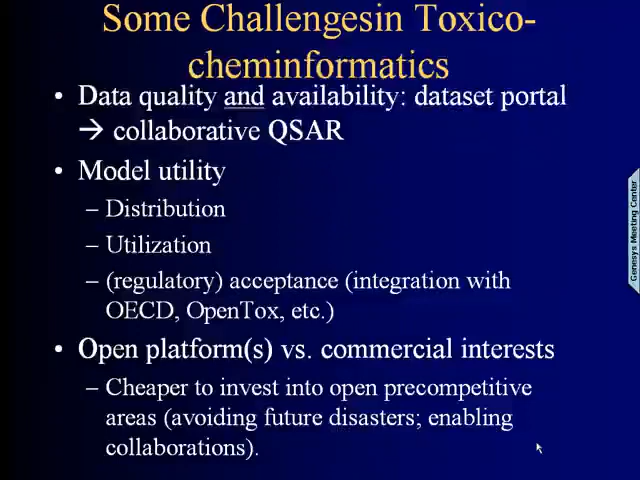 Some Challengesin Toxico-
cheminformatics
• Data quality and availability: dataset portal
→ collaborative QSAR
• Model utility
– Distribution
– Utilization
– (regulatory) acceptance (integration with
OECD, OpenTox, etc.)
• Open platform(s) vs. commercial interests
– Cheaper to invest into open precompetitive
areas (avoiding future disasters; enabling
collaborations).
Genesys Meeting Center